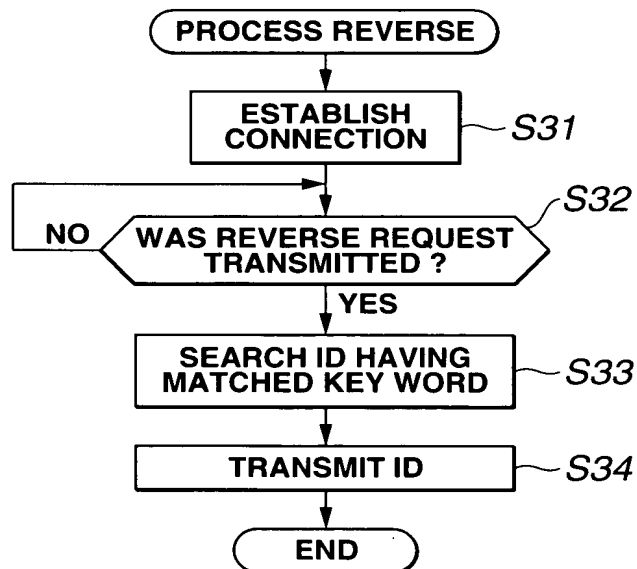 PROCESS REVERSE
ESTABLISH
CONNECTION
S31
S32
NO
WAS REVERSE REQUEST
TRANSMITTED ?
YES
SEARCH ID HAVING
MATCHED KEY WORD
S33
TRANSMIT ID
S34
END